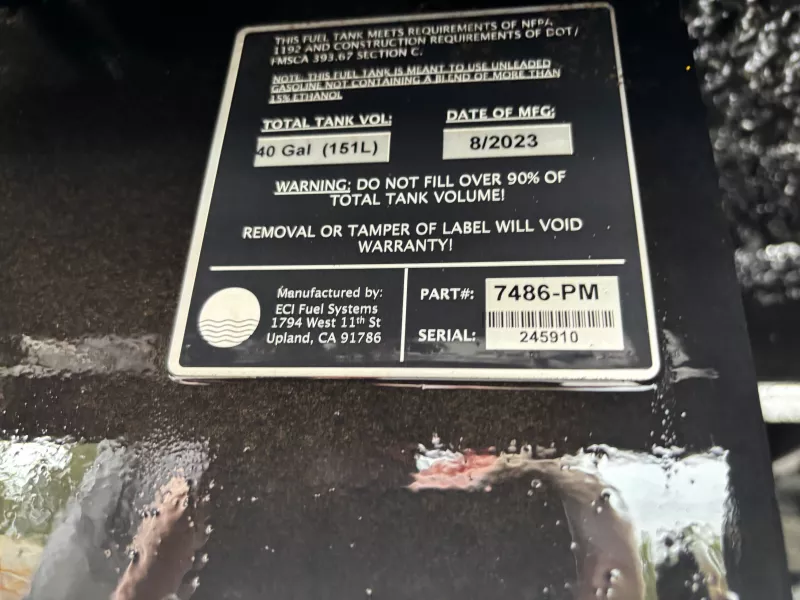 THIS FUEL TANK MEETS REQUIREMENTS OF NFPA
1192 AND CONSTRUCTION REQUIREMENTS OF DOT/
FMSCA 393.67 SECTION C.
NOTE: THIS FUEL TANK IS MEANT TO USE UNLEADED
GASOLINE NOT CONTAINING A BLEND OF MORE THAN
15% ETHANOL
TOTAL TANK VOL:
40 Gal (151L)
DATE OF MFG:
8/2023
WARNING: DO NOT FILL OVER 90% OF
TOTAL TANK VOLUME!
REMOVAL OR TAMPER OF LABEL WILL VOID
WARRANTY!
Manufactured by:
ECI Fuel Systems
1794 West 11th St
Upland, CA 91786
PART#: 7486-PM
SERIAL: 245910